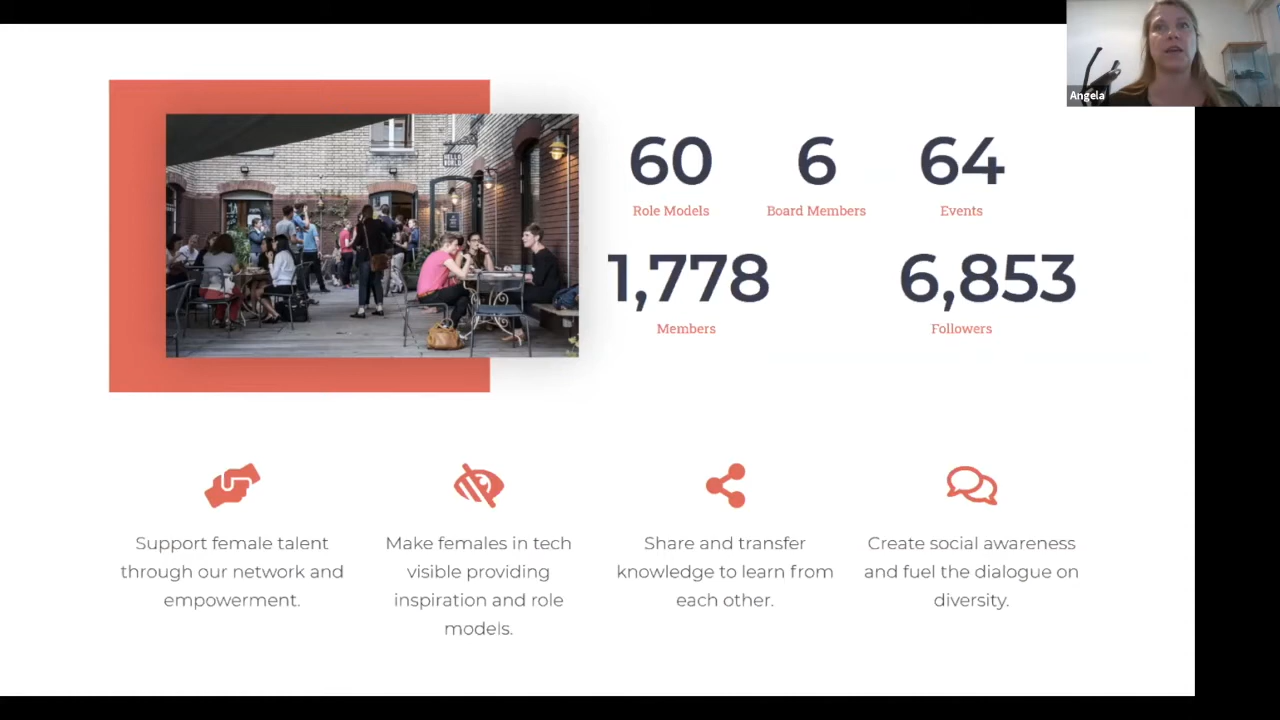 Angela
HELLO
WORLD
60
6
64
Role Models
Board Members
Events
1,778
6,853
Members
Followers
Support female talent
through our network and
empowerment.
Make females in tech
visible providing
inspiration and role
models.
Share and transfer
knowledge to learn from
each other.
Create social awareness
and fuel the dialogue on
diversity.